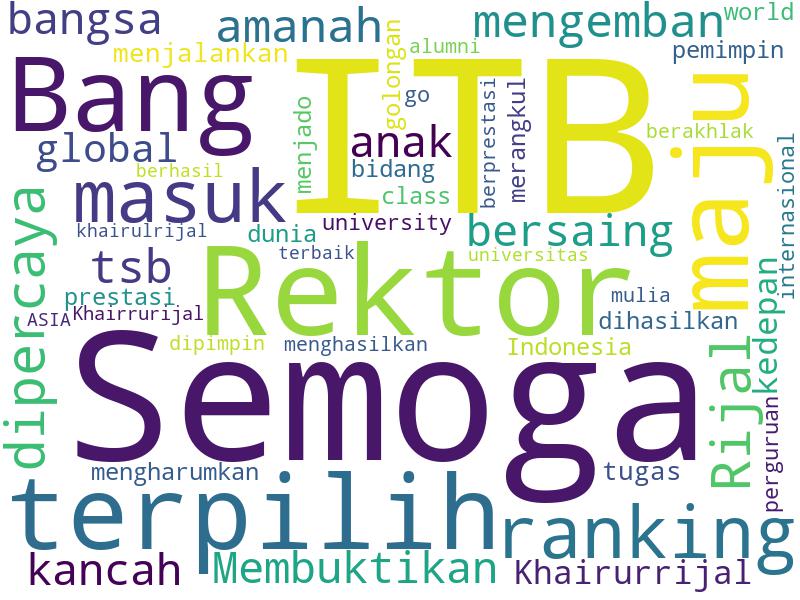 bangsa
amanah
mengemban
world
menjalankan
golongan
alumni
pemimpin
Bang
ITB
go
maju
global
anak
berakhlak
berhasil
menjado
bidang
berprestasi
merangkul
masuk
class
internasional
khairulrijal
dunia
university
bersaing
tsb
terbaik
universitas
dipercaya
prestasi
Rektor
mulia
kedepan
ASIA
Khairrurijal
dihasilkan
dipimpin
menghasilkan
Indonesia
Rijal
Semoga
perguruan
mengharumkan
tugas
terpilih
ranking
kancah
Membuktikan
Khairurrijal